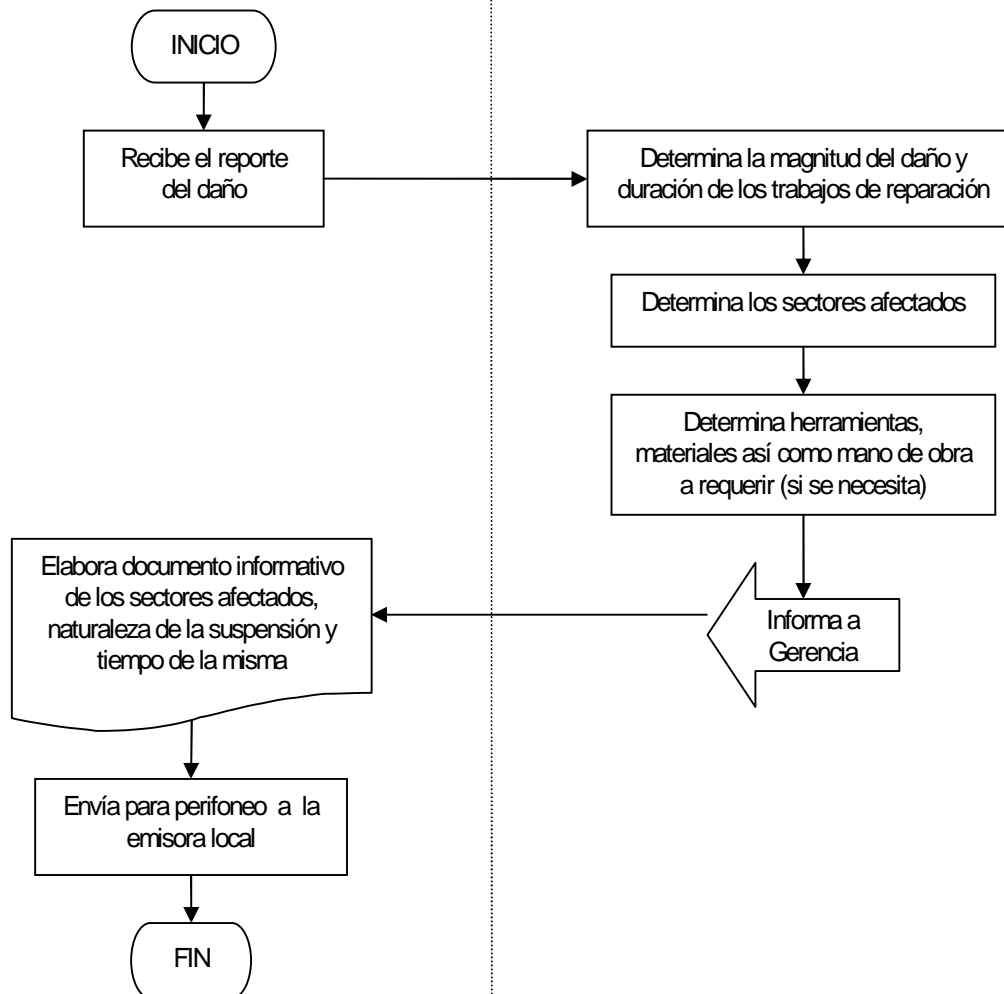 INICIO
Recibe el reporte
del daño
Determina la magnitud del daño y
duración de los trabajos de reparación
Determina los sectores afectados
Determina herramientas,
materiales así como mano de obra
a requerir (si se necesita)
Informa a
Gerencia
Elabora documento informativo
de los sectores afectados,
naturaleza de la suspensión y
tiempo de la misma
Envía para perifoneo a la
emisora local
FIN